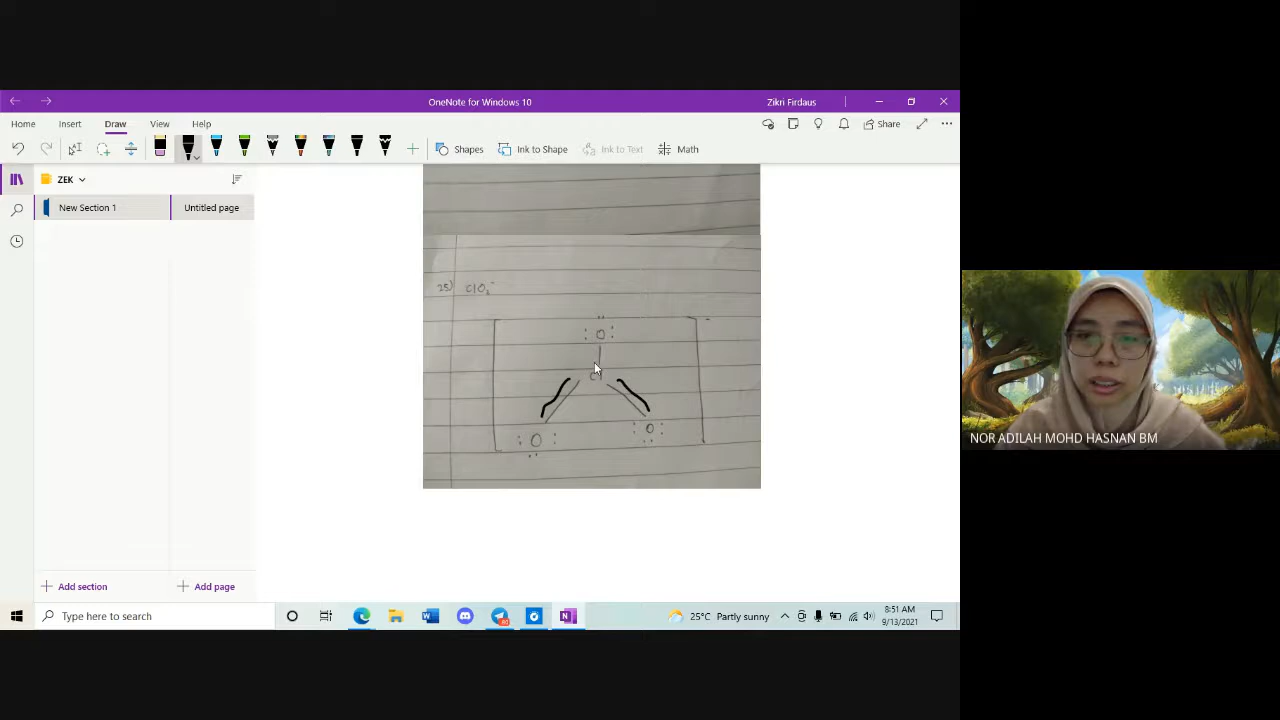 OneNote for Windows 10
Zikri Firdaus
Home Insert Draw View Help
Share
Shapes
Ink to Shape
Ink to Text
Math
ZEK
New Section 1
Untitled page
25) ClO₃⁻
O
Cl
O
O
NOR ADILAH MOHD HASNAN BM
Add section
Add page
Type here to search
86
25°C Partly sunny
8:51 AM
9/13/2021